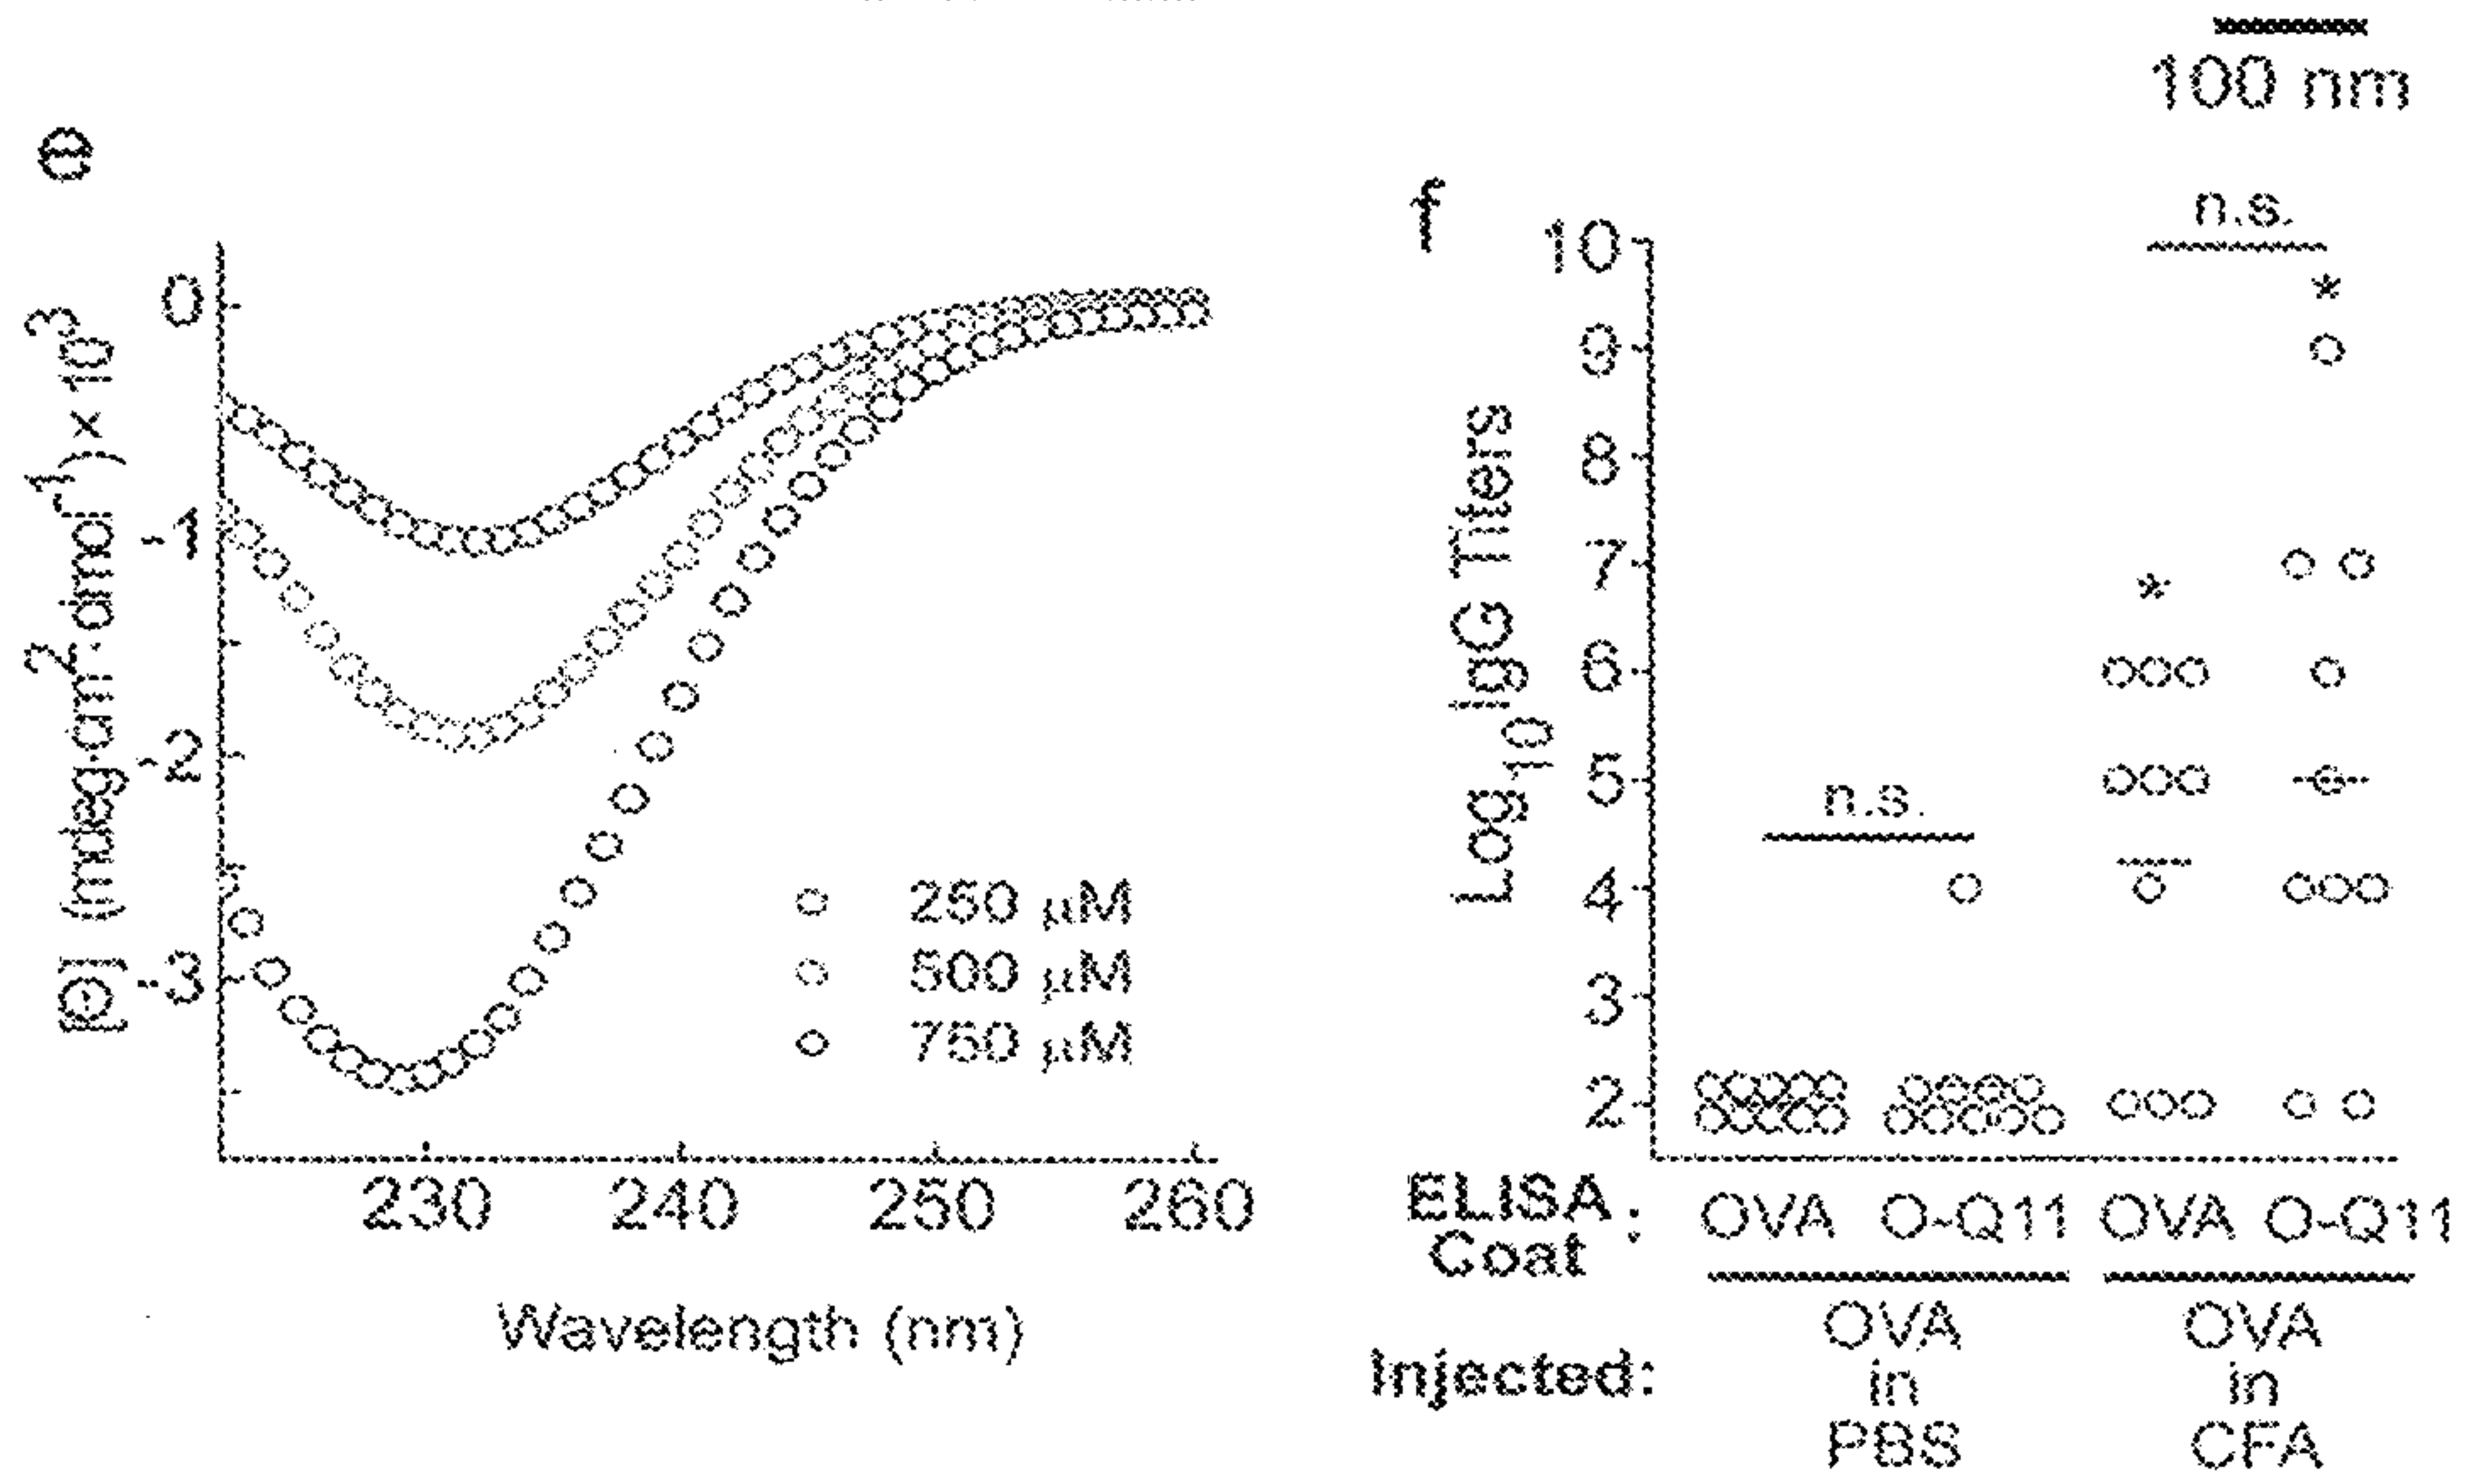 100 nm
e
0
-1
-2
-3
[Θ] (mdeg·cm² dmol⁻¹) × 10³
250 μM
500 μM
750 μM
230 240 250 260
Wavelength (nm)
f
n.s.
*
10
9
8
7
6
5
4
3
2
Log₁₀ IgG Titers
*
n.s.
ELISA Coat : OVA O-Q11 OVA O-Q11
Injected: OVA in PBS OVA in CFA